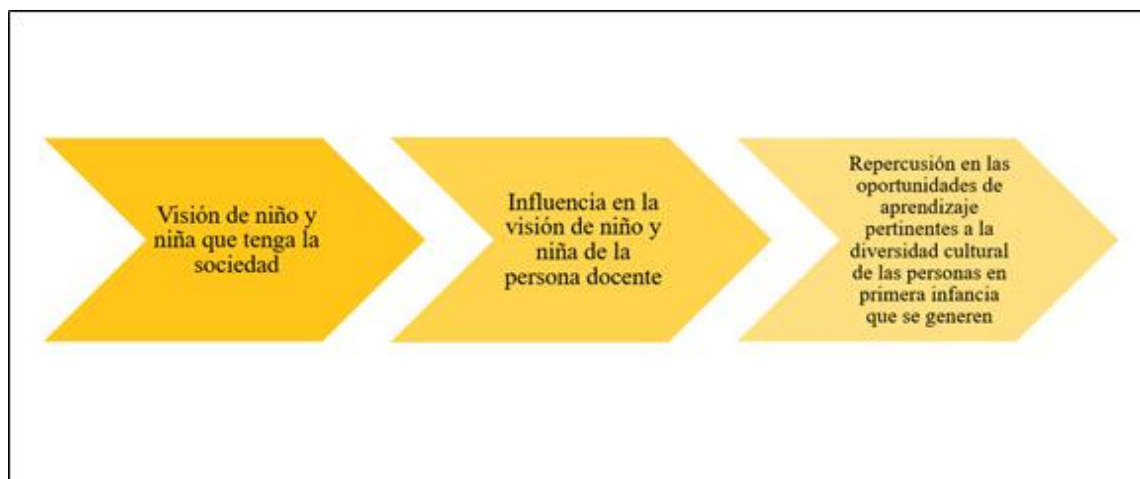 Visión de niño y
niña que tenga la
sociedad
Influencia en la
visión de niño y
niña de la
persona docente
Repercusión en las
oportunidades de
aprendizaje
pertinentes a la
diversidad cultural
de las personas en
primera infancia
que se generen